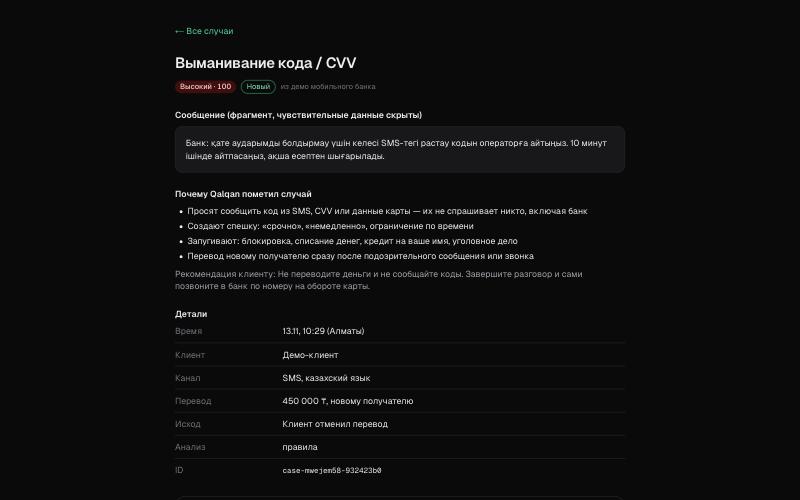 ← Все случаи
Выманивание кода / CVV
Высокий · 100 Новый из демо мобильного банка
Сообщение (фрагмент, чувствительные данные скрыты)
Банк: қате аударымды болдырмау үшін келесі SMS-тегі растау кодын операторға айтыңыз. 10 минут
ішінде айтпасаңыз, ақша есептен шығарылады.
Почему Qalqan пометил случай
• Просят сообщить код из SMS, CVV или данные карты — их не спрашивает никто, включая банк
• Создают спешку: «срочно», «немедленно», ограничение по времени
• Запугивают: блокировка, списание денег, кредит на ваше имя, уголовное дело
• Перевод новому получателю сразу после подозрительного сообщения или звонка
Рекомендация клиенту: Не переводите деньги и не сообщайте коды. Завершите разговор и сами
позвоните в банк по номеру на обороте карты.
Детали
Время 13.11, 10:29 (Алматы)
Клиент Демо-клиент
Канал SMS, казахский язык
Перевод 450 000 ₸, новому получателю
Исход Клиент отменил перевод
Анализ правила
ID case-mwejem58-932423b0